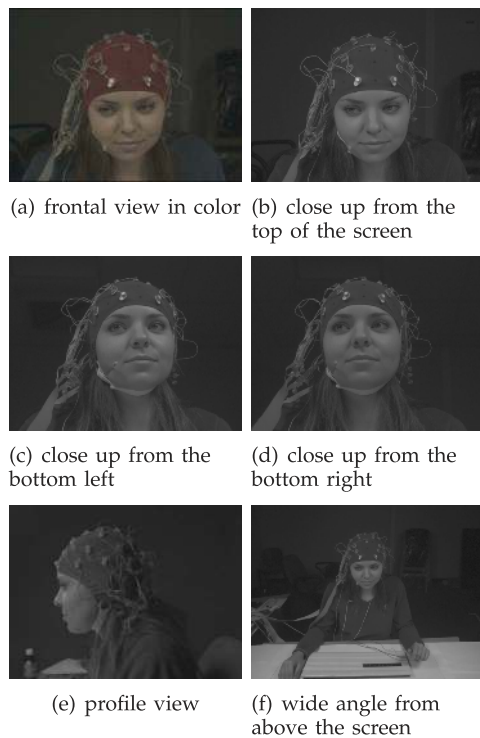 (a) frontal view in color
(b) close up from the
top of the screen
(c) close up from the
bottom left
(d) close up from the
bottom right
(e) profile view
(f) wide angle from
above the screen